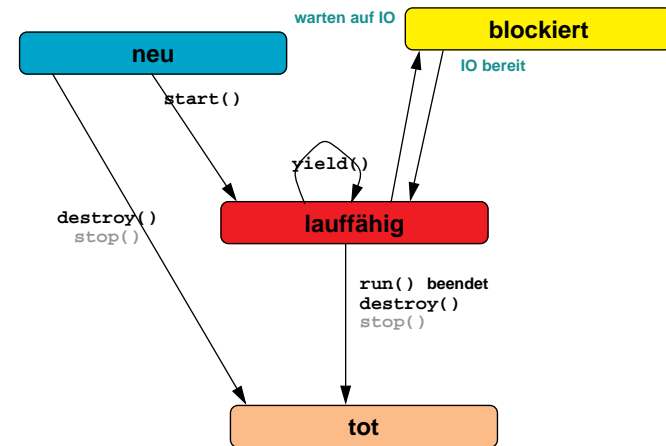 warten auf IO
blockiert
neu
IO bereit
start()
yield()
lauffähig
destroy()
stop()
run() beendet
destroy()
stop()
tot